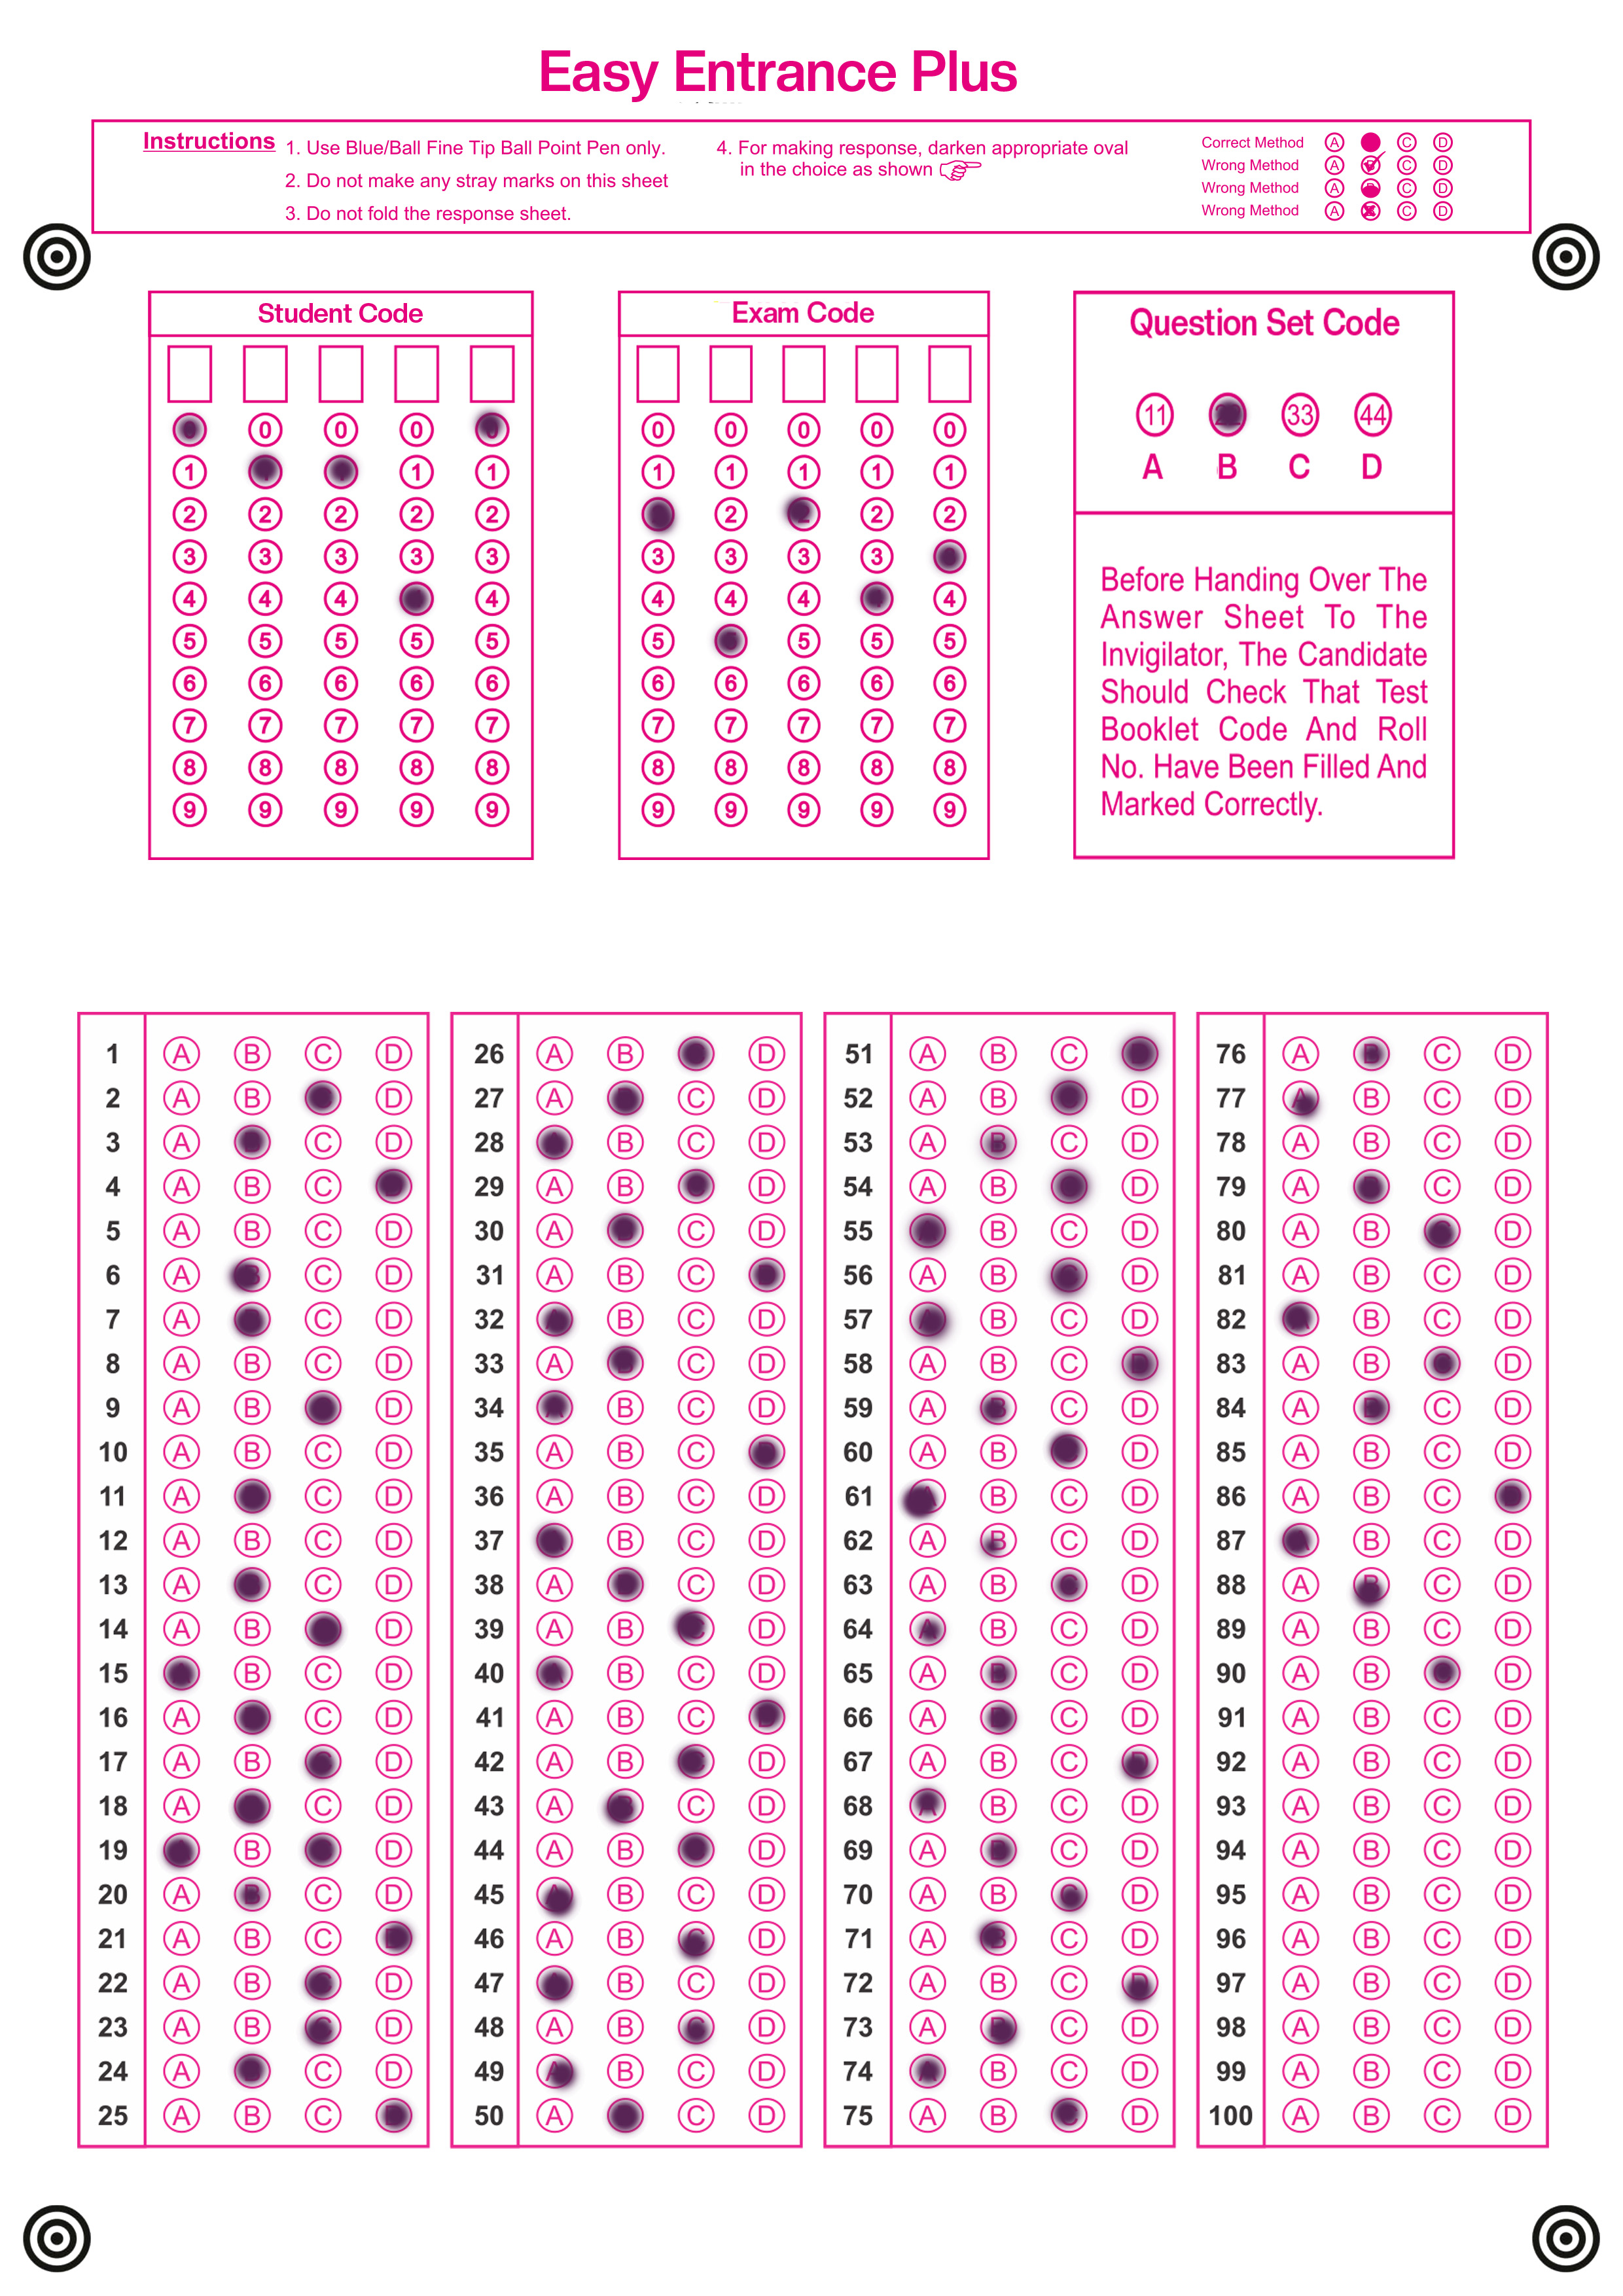 Easy Entrance Plus
Instructions
1. Use Blue/Ball Fine Tip Ball Point Pen only.
2. Do not make any stray marks on this sheet
3. Do not fold the response sheet.
4. For making response, darken appropriate oval
in the choice as shown
Correct Method A C D
Wrong Method A B C D
Wrong Method A C D
Wrong Method A C D
Student Code
0 0 0
1 1 1
2 2 2 2 2
3 3 3 3 3
4 4 4 4
5 5 5 5 5
6 6 6 6 6
7 7 7 7 7
8 8 8 8 8
9 9 9 9 9
Exam Code
0 0 0 0 0
1 1 1 1 1
2 2 2 2
3 3 3 3
4 4 4 4
5 5 5 5
6 6 6 6 6
7 7 7 7 7
8 8 8 8 8
9 9 9 9 9
Question Set Code
11 22 33 44
A B C D
Before Handing Over The
Answer Sheet To The
Invigilator, The Candidate
Should Check That Test
Booklet Code And Roll
No. Have Been Filled And
Marked Correctly.
1 A B C D
2 A B D
3 A C D
4 A B C
5 A B C D
6 A B C D
7 A C D
8 A B C D
9 A B D
10 A B C D
11 A C D
12 A B C D
13 A C D
14 A B D
15 B C D
16 A C D
17 A B C D
18 A C D
19 B D
20 A B C D
21 A B C
22 A B C D
23 A B C D
24 A C D
25 A B C
26 A B D
27 A C D
28 B C D
29 A B D
30 A C D
31 A B C
32 B C D
33 A C D
34 A B C D
35 A B C
36 A B C D
37 B C D
38 A C D
39 A B C D
40 A B C D
41 A B C
42 A B C D
43 A C D
44 A B D
45 A B C D
46 A B C D
47 B C D
48 A B C D
49 A B C D
50 A C D
51 A B C
52 A B D
53 A B C D
54 A B D
55 B C D
56 A B C D
57 A B C D
58 A B C D
59 A B C D
60 A B D
61 A B C D
62 A B C D
63 A B C D
64 A B C D
65 A B C D
66 A C D
67 A B C D
68 A B C D
69 A C D
70 A B C D
71 A B C D
72 A B C D
73 A C D
74 A B C D
75 A B C D
76 A B C D
77 A B C D
78 A B C D
79 A C D
80 A B C D
81 A B C D
82 B C D
83 A B D
84 A C D
85 A B C D
86 A B C
87 A B C D
88 A B C D
89 A B C D
90 A B D
91 A B C D
92 A B C D
93 A B C D
94 A B C D
95 A B C D
96 A B C D
97 A B C D
98 A B C D
99 A B C D
100 A B C D